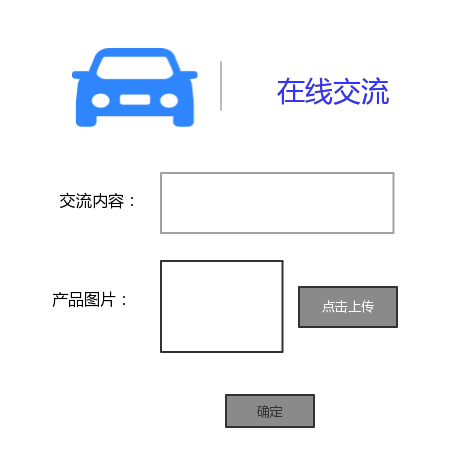 在线交流
交流内容：
产品图片：
点击上传
确定